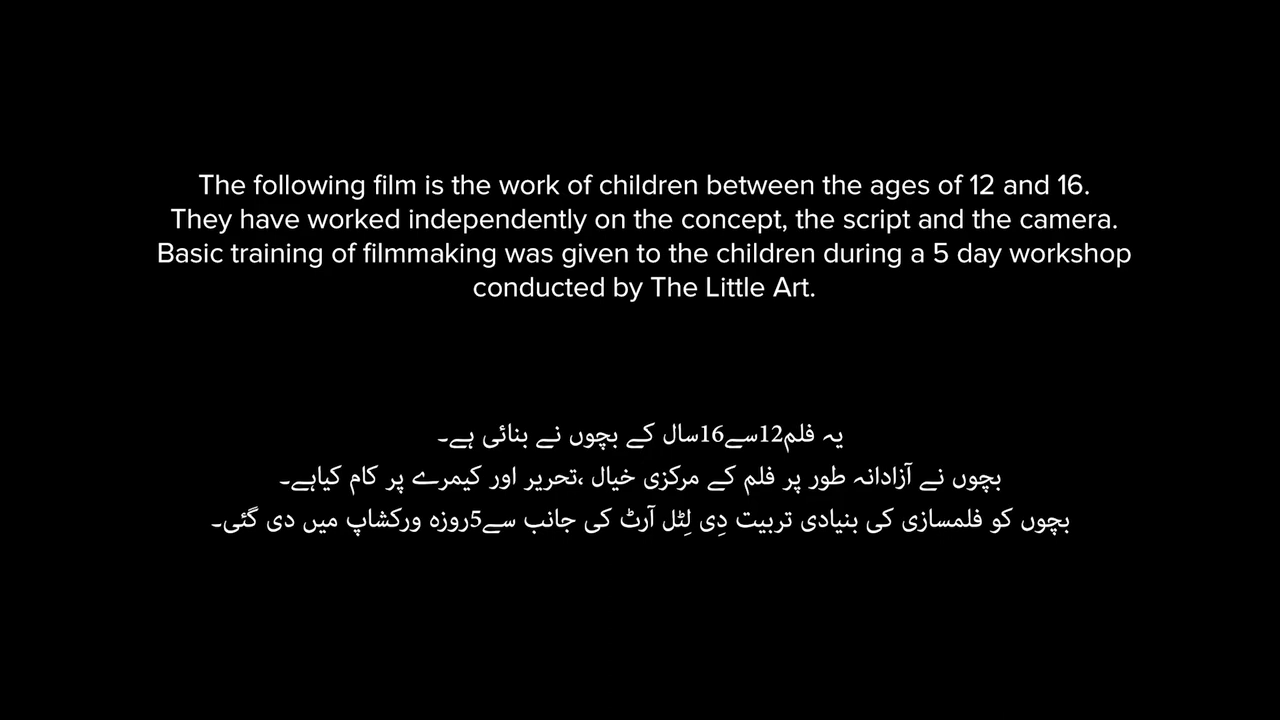 The following film is the work of children between the ages of 12 and 16.
They have worked independently on the concept, the script and the camera.
Basic training of filmmaking was given to the children during a 5 day workshop
conducted by The Little Art.
یہ فلم12سے16سال کے بچوں نے بنائی ہے۔
بچوں نے آزادانہ طور پر فلم کے مرکزی خیال ،تحریر اور کیمرے پر کام کیاہے۔
بچوں کو فلمسازی کی بنیادی تربیت دِی لِٹل آرٹ کی جانب سے5روزہ ورکشاپ میں دی گئی۔